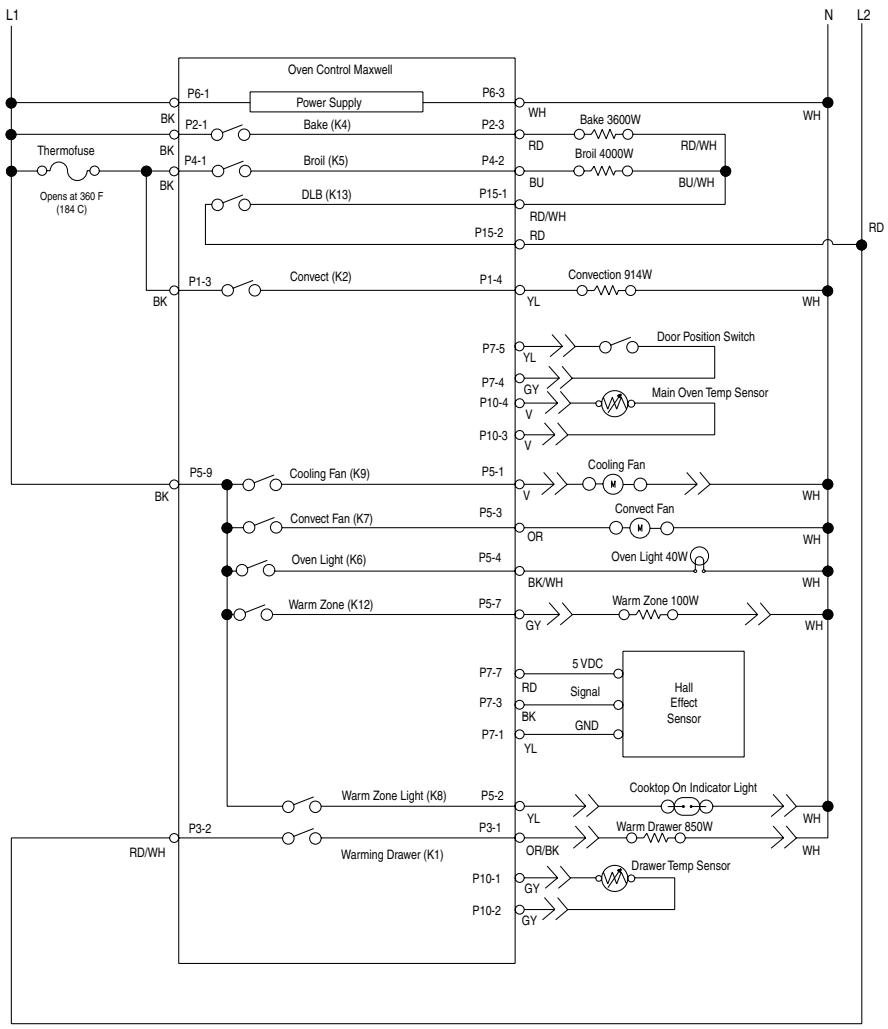 L1 N L2
Oven Control Maxwell
P6-1 Power Supply P6-3
BK WH WH
P2-1 Bake (K4) P2-3 Bake 3600W
BK RD RD/WH
Thermofuse
P4-1 Broil (K5) P4-2 Broil 4000W
BK BU BU/WH
Opens at 360 F
(184 C)
DLB (K13) P15-1
RD/WH
P15-2 RD RD
P1-3 Convect (K2) P1-4 Convection 914W
BK YL WH
Door Position Switch
P7-5
YL
P7-4
GY
P10-4 Main Oven Temp Sensor
V
P10-3
V
P5-9 Cooling Fan (K9) P5-1 Cooling Fan
M
BK V WH
P5-3 Convect Fan
Convect Fan (K7)
M
OR WH
Oven Light (K6) P5-4 Oven Light 40W
BK/WH WH
Warm Zone (K12) P5-7 Warm Zone 100W
GY WH
P7-7 5 VDC
RD
P7-3 Signal
BK
P7-1 GND
YL
Hall
Effect
Sensor
Warm Zone Light (K8) P5-2 Cooktop On Indicator Light
YL WH
P3-2 P3-1 Warm Drawer 850W
RD/WH Warming Drawer (K1) OR/BK WH
P10-1 Drawer Temp Sensor
GY
P10-2
GY